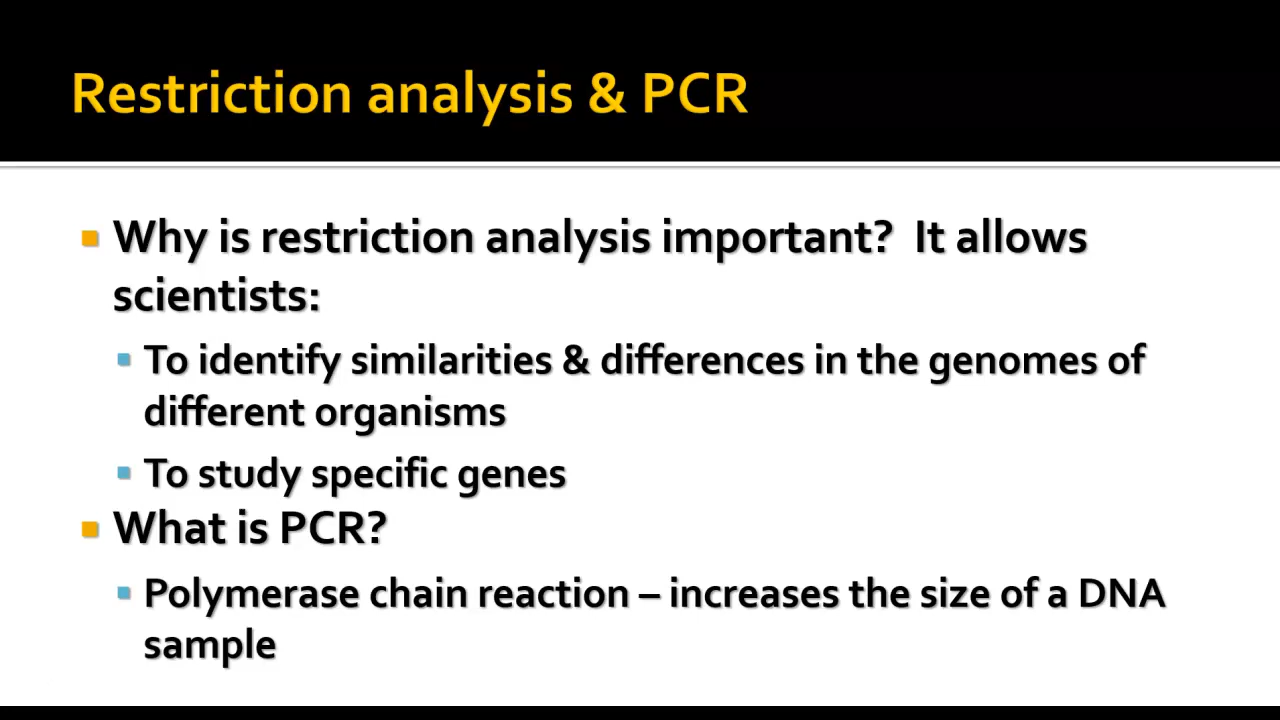 Restriction analysis & PCR
Why is restriction analysis important?  It allows
scientists:
To identify similarities & differences in the genomes of
different organisms
To study specific genes
What is PCR?
Polymerase chain reaction – increases the size of a DNA
sample